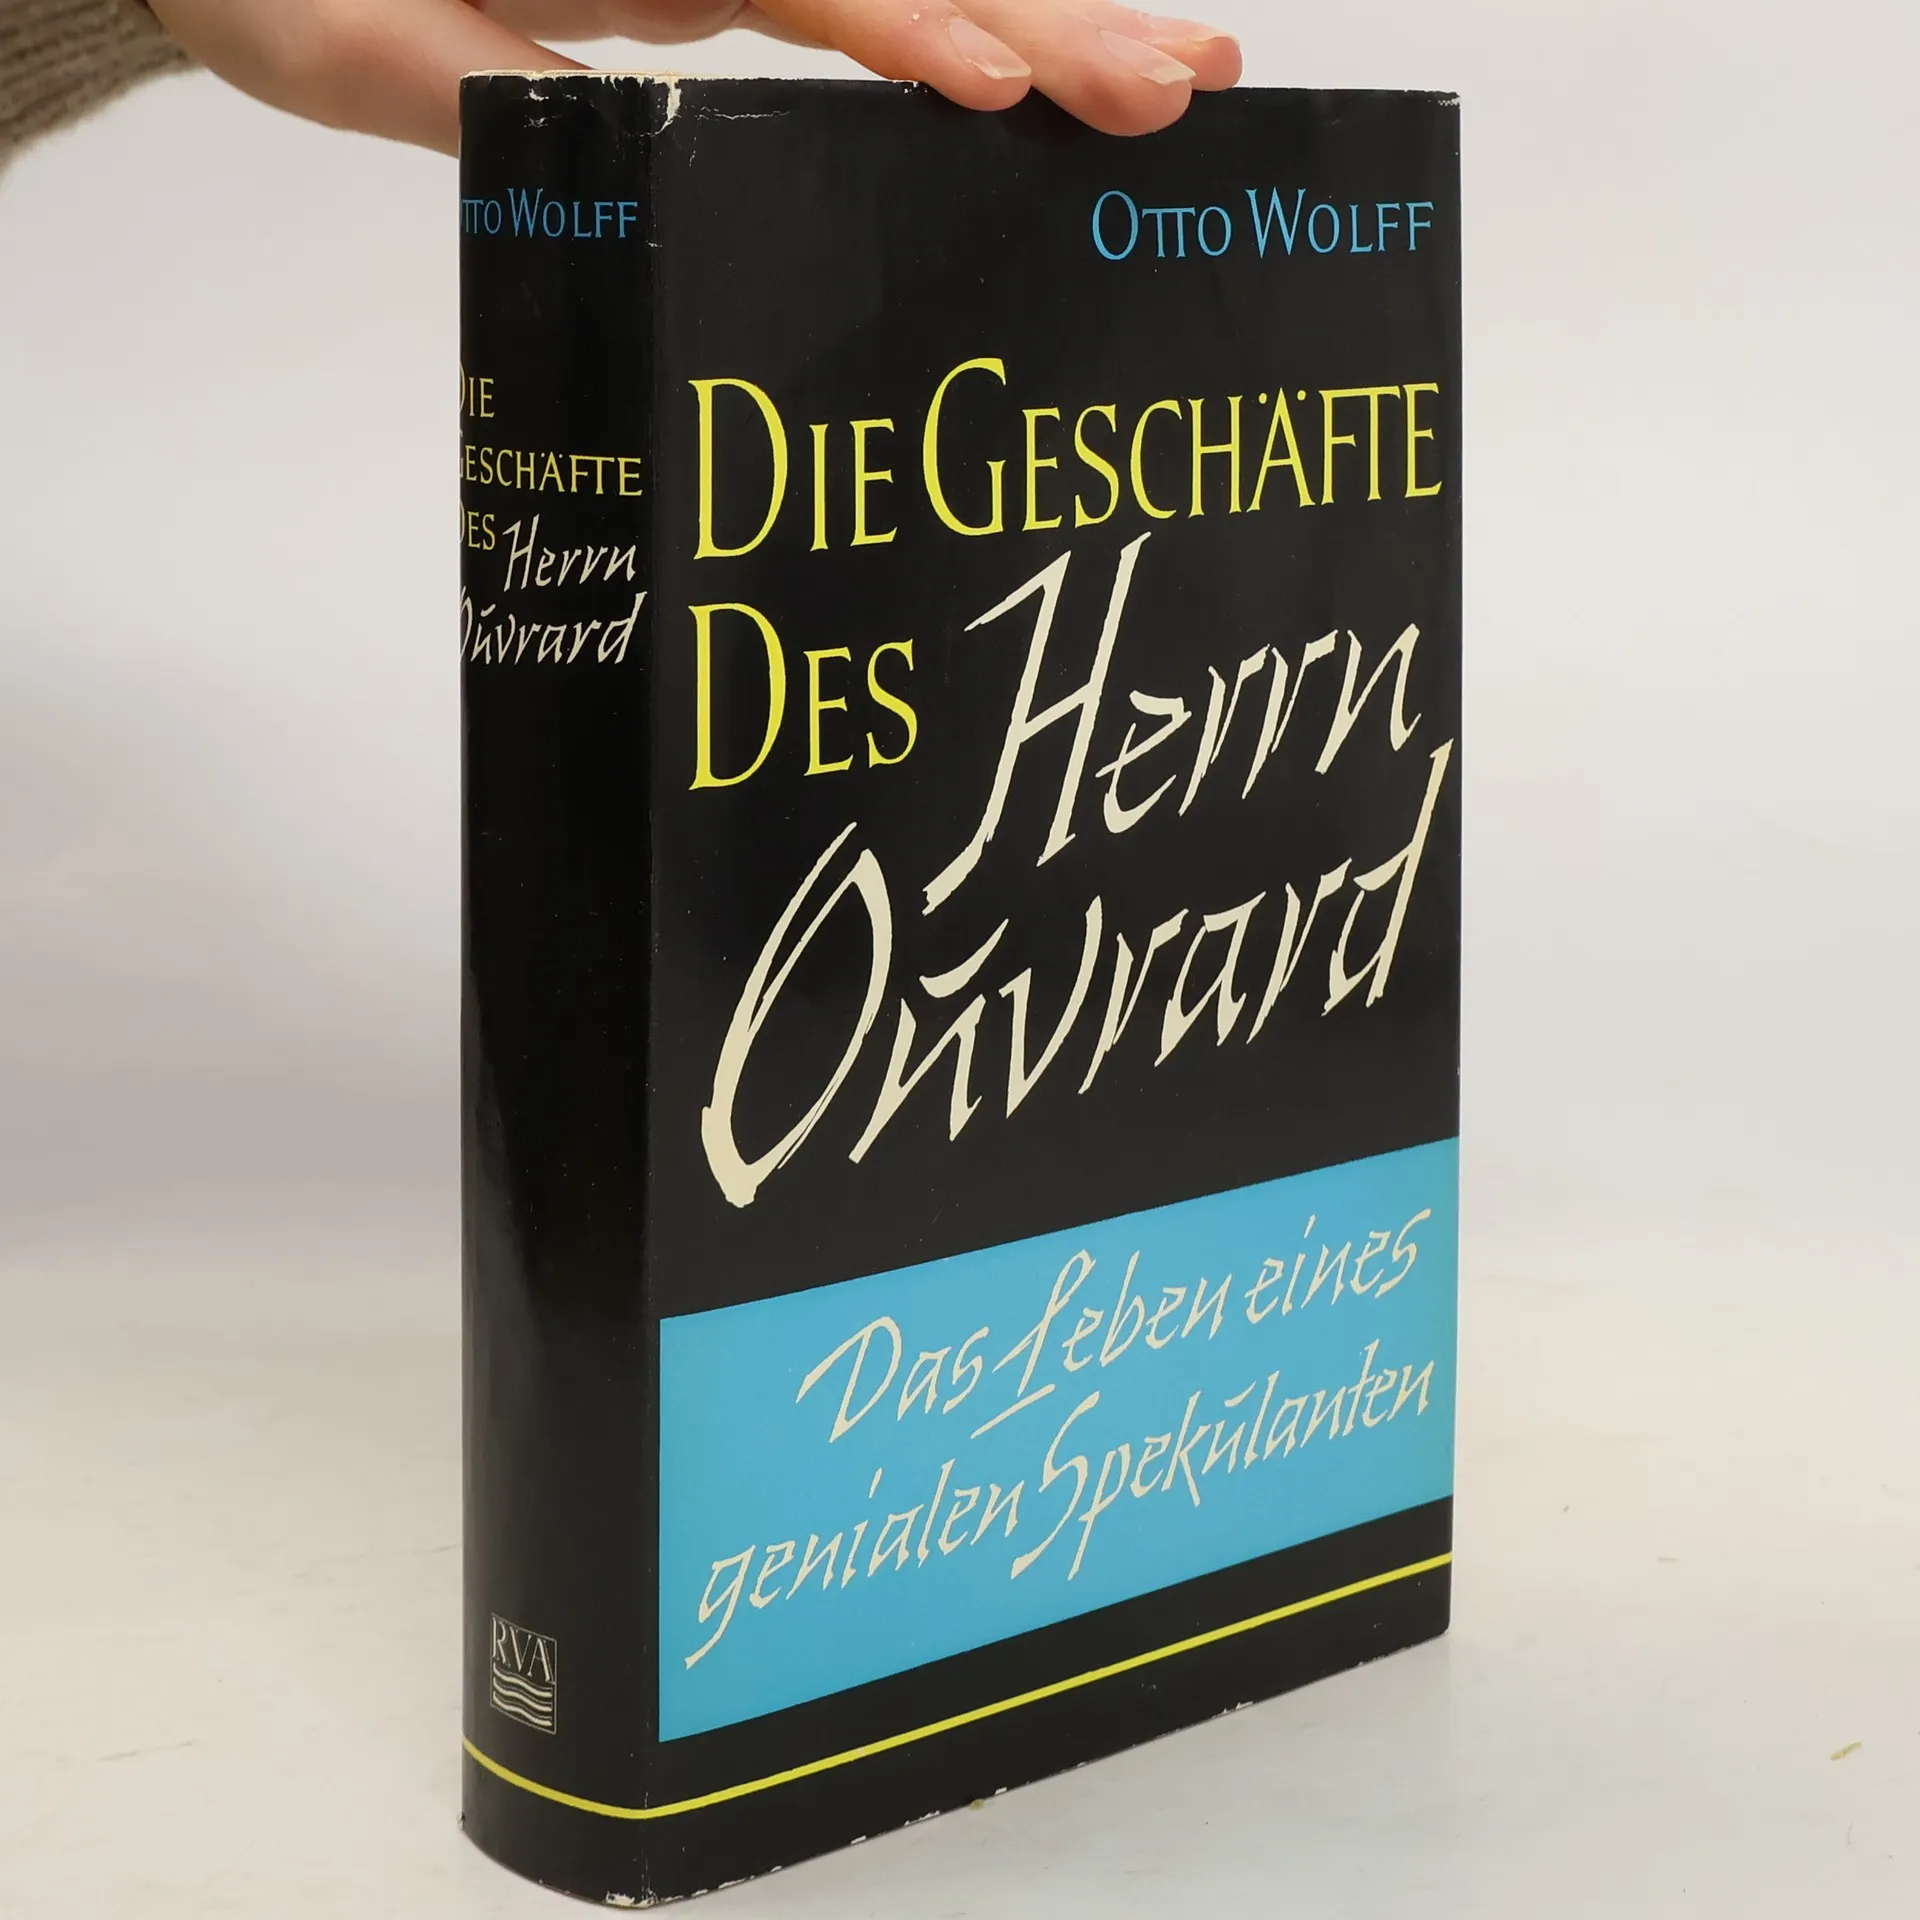 OTTO WOLFF
DIE
GESCHÄFTE
DES Herrn
Ouvrard
RVA
OTTO WOLFF
DIE GESCHÄFTE
DES Herrn
Ouvrard
Das Leben eines
genialen Spekulanten